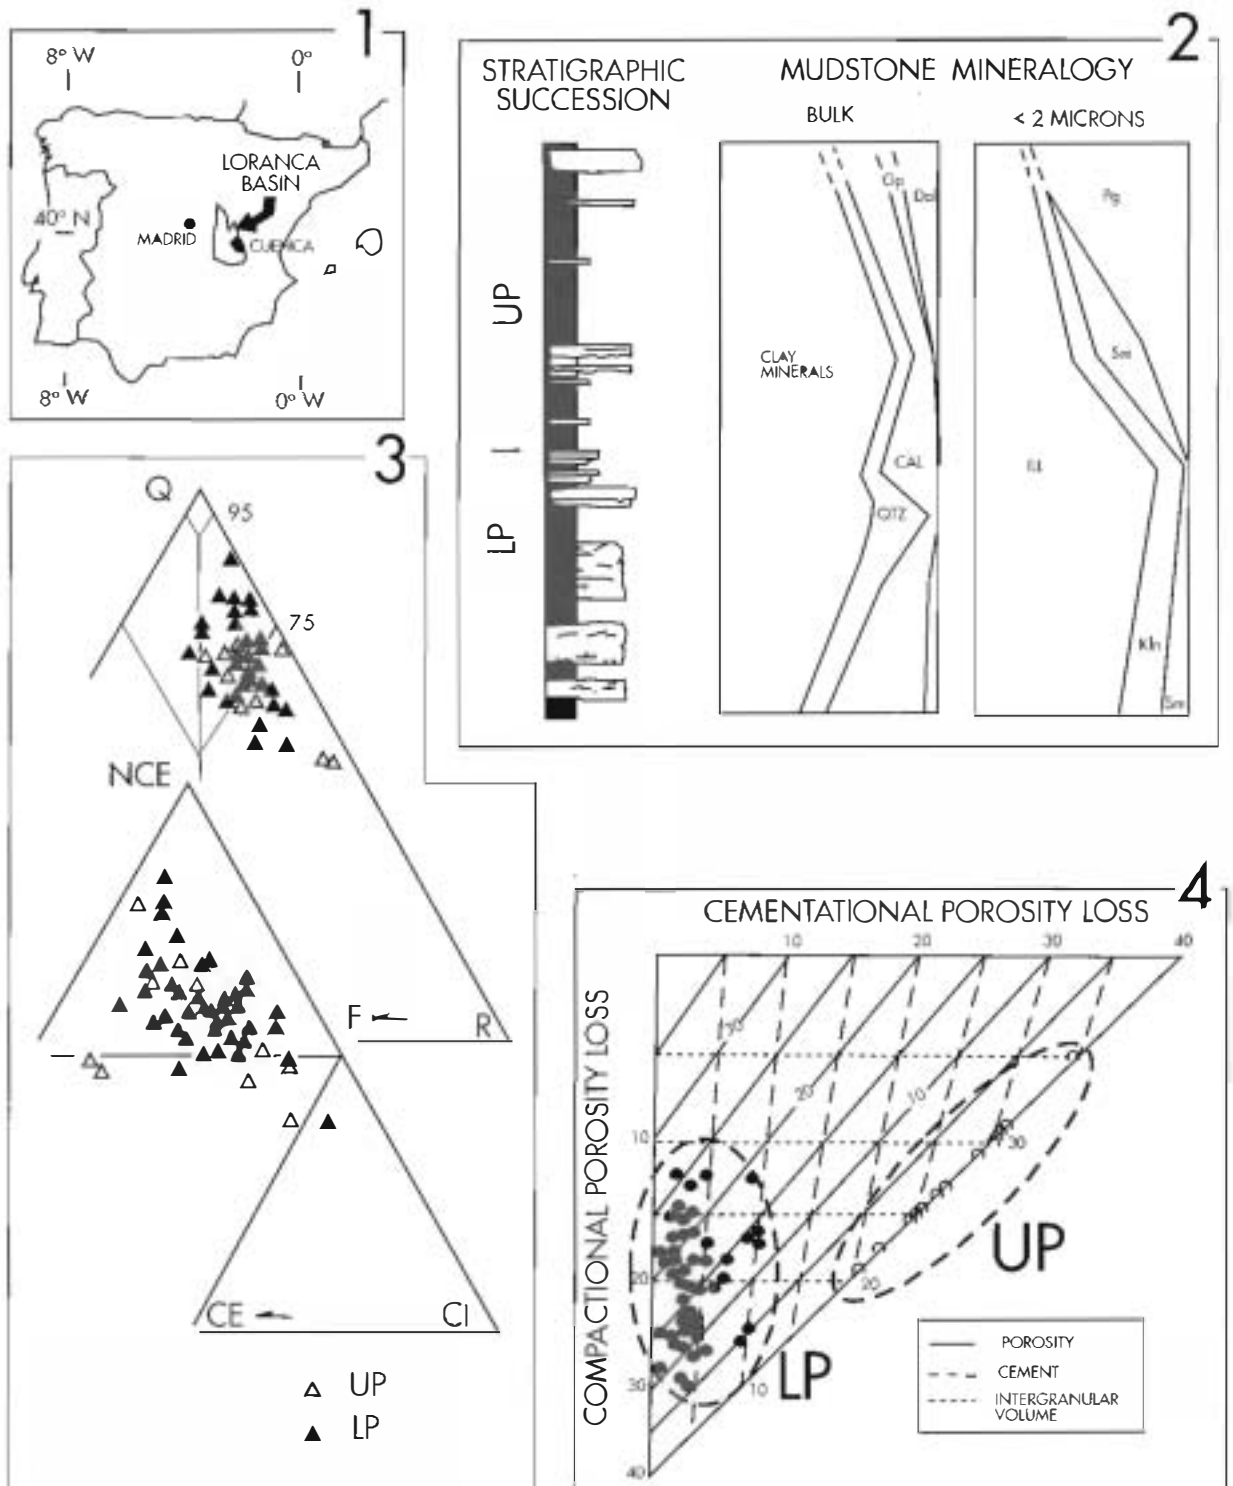 1
8° W
0°
LORANCA
BASIN
40° N
MADRID
CUENCA
8° W
0° W
2
STRATIGRAPHIC
SUCCESSION
MUDSTONE MINERALOGY
BULK
< 2 MICRONS
UP
I
LP
CLAY
MINERALS
Gp
Dol
CAL
QTZ
Pg
Sm
ILL
Kln
Sm
3
Q
95
75
NCE
F
R
CE
CI
UP
LP
4
CEMENTATIONAL POROSITY LOSS
10
20
30
40
COMPACTIONAL POROSITY LOSS
30
20
10
10
30
20
20
UP
30
10
LP
40
POROSITY
CEMENT
INTERGRANULAR
VOLUME